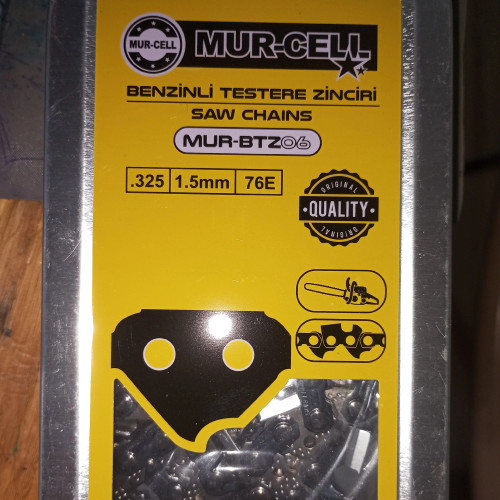 MUR-CELL
MUR-CELL
BENZİNLİ TESTERE ZİNCİRİ
SAW CHAINS
MUR-BTZ06
.325 1.5mm 76E
ORIGINAL
QUALITY
ORIGINAL